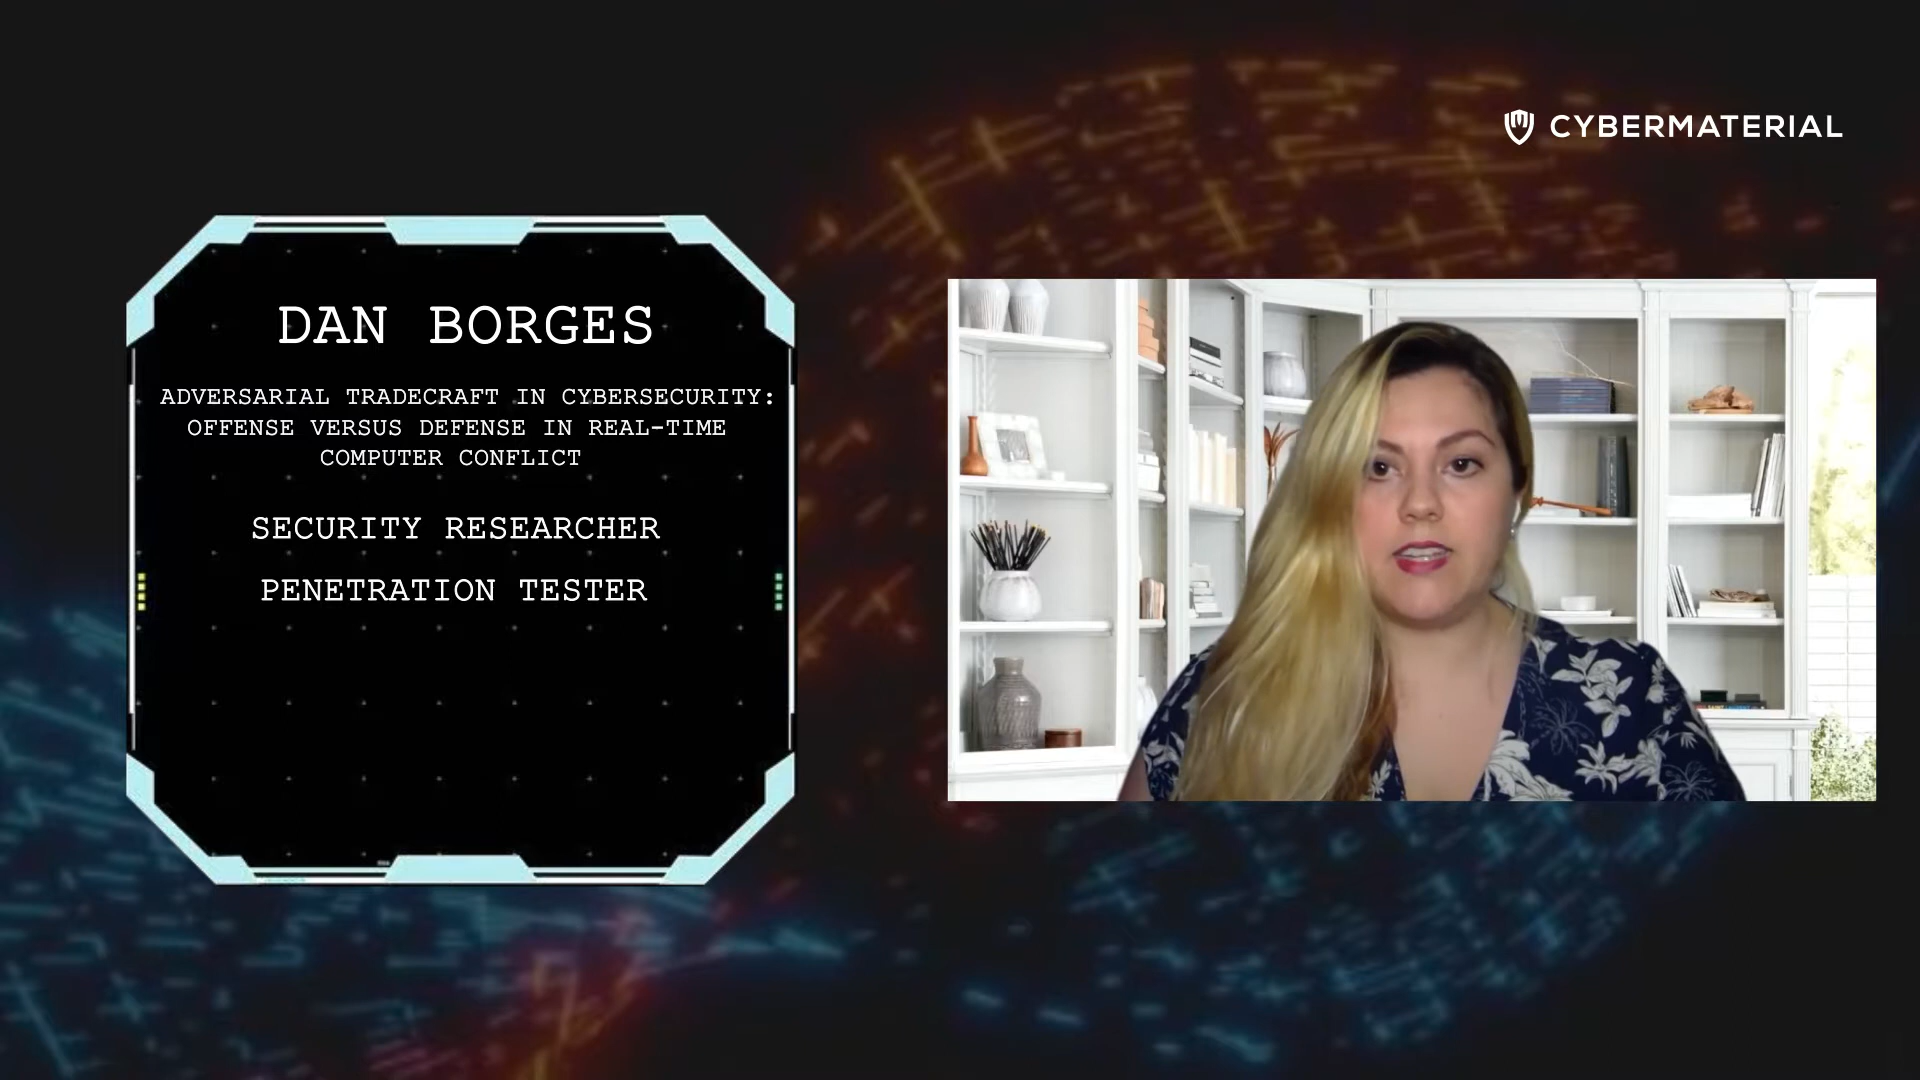 CYBERMATERIAL
DAN BORGES
ADVERSARIAL TRADECRAFT IN CYBERSECURITY:
OFFENSE VERSUS DEFENSE IN REAL-TIME
COMPUTER CONFLICT
SECURITY RESEARCHER
PENETRATION TESTER